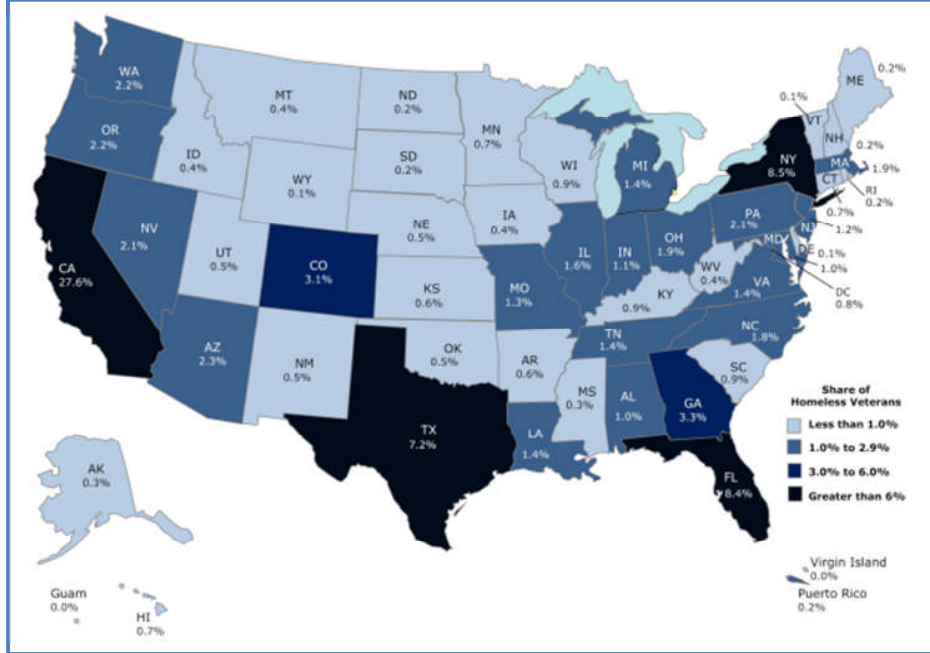 WA
2.2%
OR
2.2%
CA
27.6%
NV
2.1%
ID
0.4%
MT
0.4%
WY
0.1%
UT
0.5%
AZ
2.3%
CO
3.1%
NM
0.5%
ND
0.2%
SD
0.2%
NE
0.5%
KS
0.6%
OK
0.5%
TX
7.2%
MN
0.7%
IA
0.4%
MO
1.3%
AR
0.6%
LA
1.4%
WI
0.9%
IL
1.6%
MI
1.4%
IN
1.1%
OH
1.9%
KY
0.9%
TN
1.4%
MS
0.3%
AL
1.0%
GA
3.3%
FL
8.4%
SC
0.9%
NC
1.8%
VA
1.4%
WV
0.4%
PA
2.1%
NY
8.5%
VT
0.1%
NH
0.2%
ME
0.2%
MA
1.9%
RI
0.2%
CT
0.7%
NJ
1.2%
DE
0.1%
MD
1.0%
DC
0.8%
Share of
Homeless Veterans
Less than 1.0%
1.0% to 2.9%
3.0% to 6.0%
Greater than 6%
AK
0.3%
Guam
0.0%
HI
0.7%
Virgin Island
0.0%
Puerto Rico
0.2%